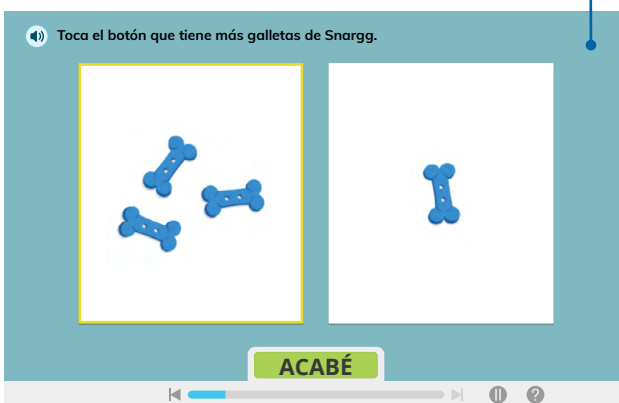 Toca el botón que tiene más galletas de Snargg.
ACABÉ
?